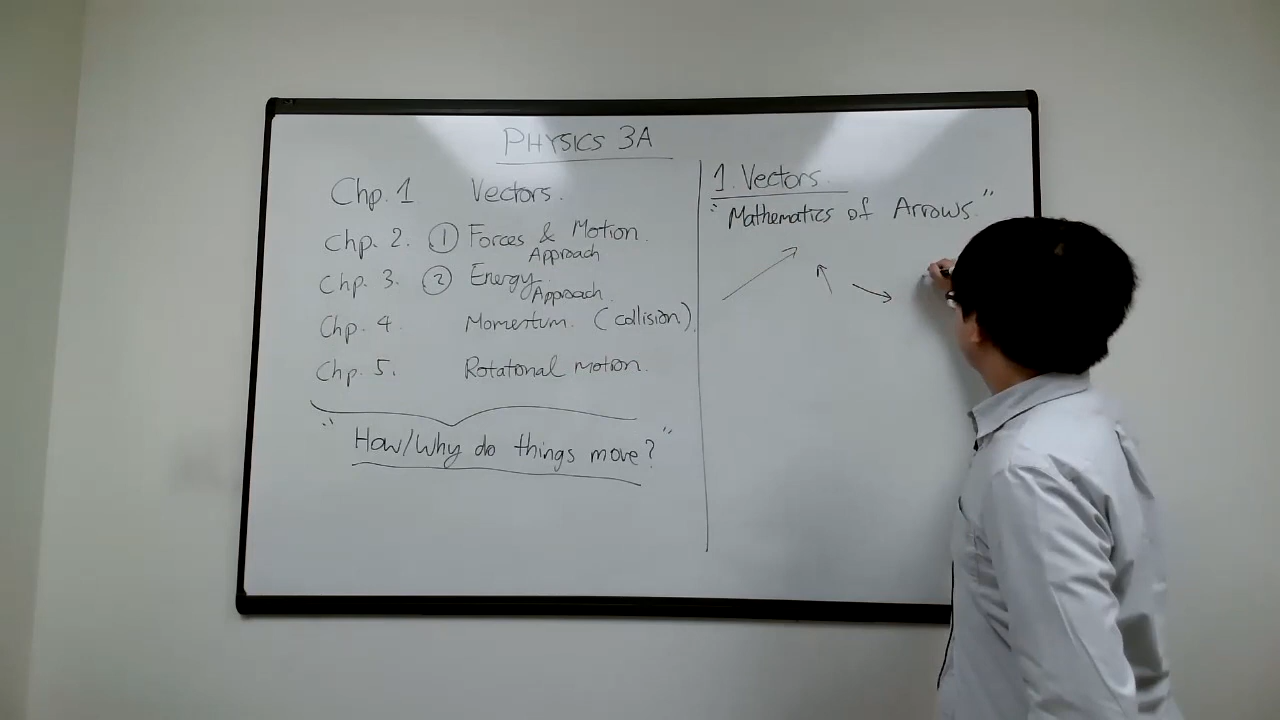 PHYSICS 3A
Chp. 1 Vectors.
Chp. 2. ① Forces & Motion.
Approach
Chp. 3. ② Energy.
Approach.
Chp. 4 Momentum. (collision)
Chp. 5. Rotatonal motion.
"How/Why do things move?"
1. Vectors.
"Mathematics of Arrows."